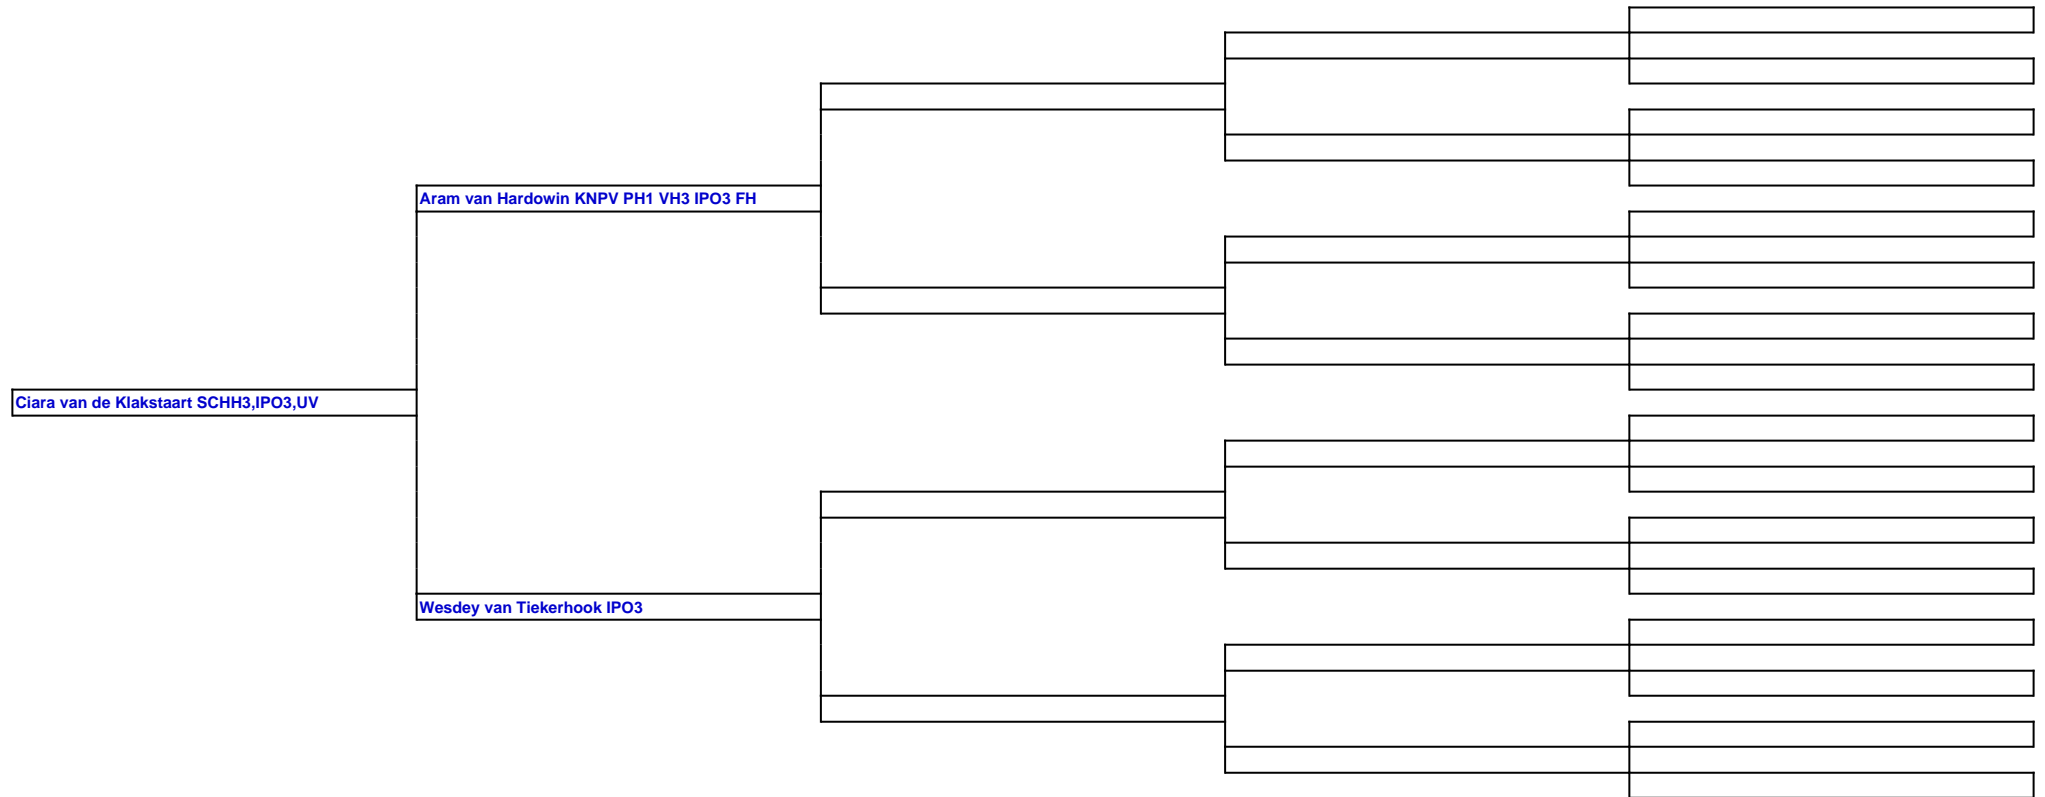 Aram van Hardowin KNPV PH1 VH3 IPO3 FH
Ciara van de Klakstaart SCHH3,IPO3,UV
Wesdey van Tiekerhook IPO3